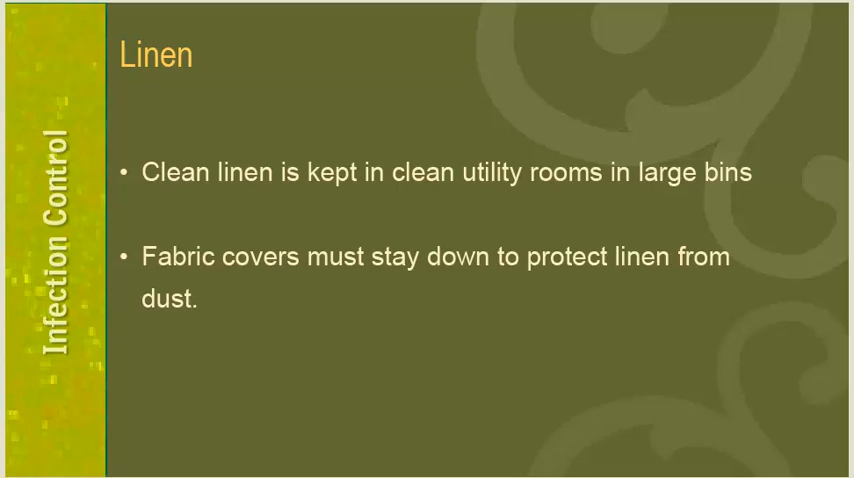 Linen
• Clean linen is kept in clean utility rooms in large bins
• Fabric covers must stay down to protect linen from
dust.
Infection Control